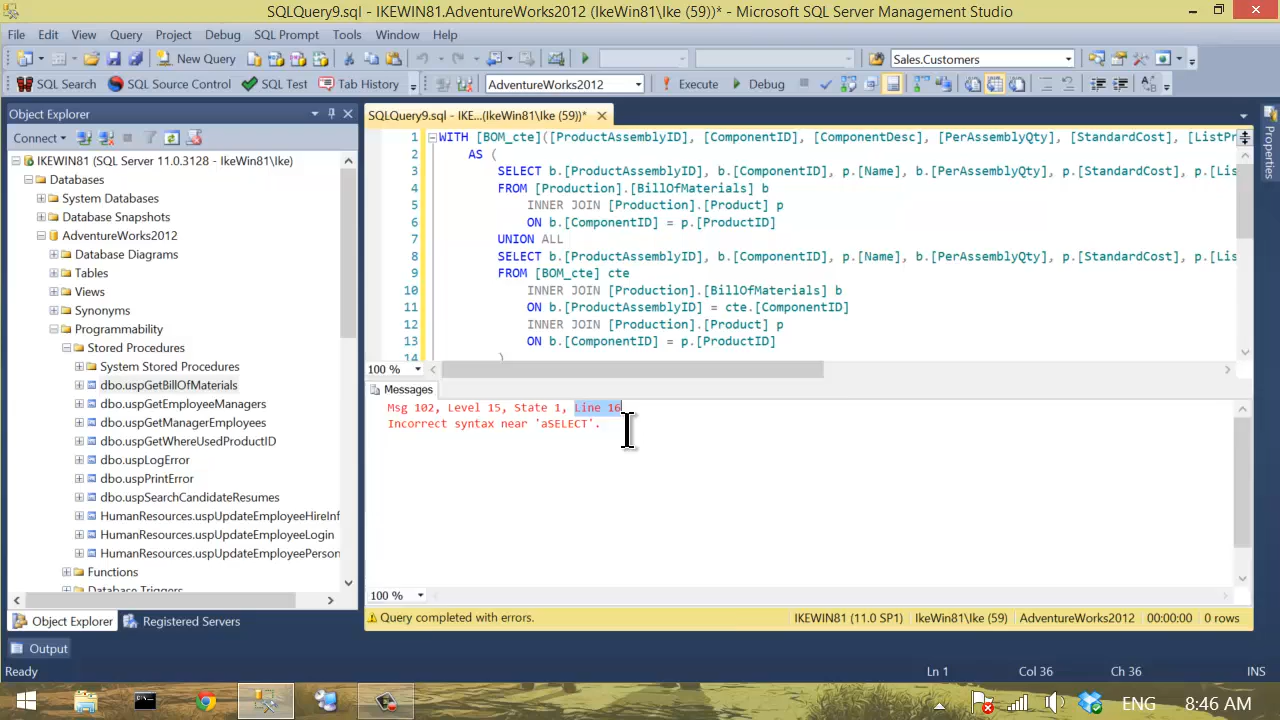 SQLQuery9.sql - IKEWIN81.AdventureWorks2012 (IkeWin81\Ike (59))* - Microsoft SQL Server Management Studio
File Edit View Query Project Debug SQL Prompt Tools Window Help
New Query Sales.Customers
SQL Search SQL Source Control SQL Test Tab History AdventureWorks2012 Execute Debug
Object Explorer
Connect
IKEWIN81 (SQL Server 11.0.3128 - IkeWin81\Ike)
Databases
System Databases
Database Snapshots
AdventureWorks2012
Database Diagrams
Tables
Views
Synonyms
Programmability
Stored Procedures
System Stored Procedures
dbo.uspGetBillOfMaterials
dbo.uspGetEmployeeManagers
dbo.uspGetManagerEmployees
dbo.uspGetWhereUsedProductID
dbo.uspLogError
dbo.uspPrintError
dbo.uspSearchCandidateResumes
HumanResources.uspUpdateEmployeeHireInf
HumanResources.uspUpdateEmployeeLogin
HumanResources.uspUpdateEmployeePerson
Functions
Database Triggers
Object Explorer Registered Servers
SQLQuery9.sql - IKE...(IkeWin81\Ike (59))*
1 WITH [BOM_cte]([ProductAssemblyID], [ComponentID], [ComponentDesc], [PerAssemblyQty], [StandardCost], [ListPr
2 AS (
3 SELECT b.[ProductAssemblyID], b.[ComponentID], p.[Name], b.[PerAssemblyQty], p.[StandardCost], p.[Lis
4 FROM [Production].[BillOfMaterials] b
5 INNER JOIN [Production].[Product] p
6 ON b.[ComponentID] = p.[ProductID]
7 UNION ALL
8 SELECT b.[ProductAssemblyID], b.[ComponentID], p.[Name], b.[PerAssemblyQty], p.[StandardCost], p.[Lis
9 FROM [BOM_cte] cte
10 INNER JOIN [Production].[BillOfMaterials] b
11 ON b.[ProductAssemblyID] = cte.[ComponentID]
12 INNER JOIN [Production].[Product] p
13 ON b.[ComponentID] = p.[ProductID]
14 )
100 %
Messages
Msg 102, Level 15, State 1, Line 16
Incorrect syntax near 'aSELECT'.
100 %
Query completed with errors. IKEWIN81 (11.0 SP1) IkeWin81\Ike (59) AdventureWorks2012 00:00:00 0 rows
Properties
Output
Ready Ln 1 Col 36 Ch 36 INS
ENG 8:46 AM